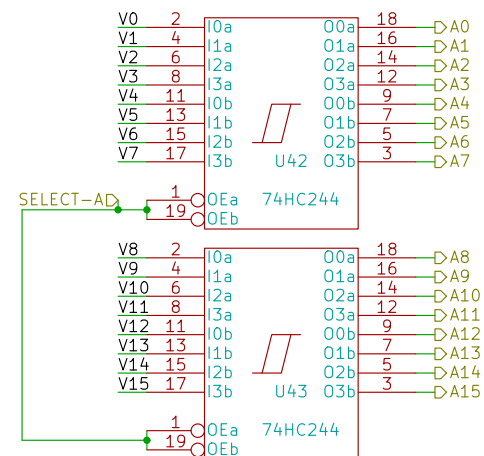 V0 2 I0a O0a 18 A0
V1 4 I1a O1a 16 A1
V2 6 I2a O2a 14 A2
V3 8 I3a O3a 12 A3
V4 11 I0b O0b 9 A4
V5 13 I1b O1b 7 A5
V6 15 I2b U42 O2b 5 A6
V7 17 I3b O3b 3 A7
SELECT-A 1 OEa 74HC244
19 OEb
V8 2 I0a O0a 18 A8
V9 4 I1a O1a 16 A9
V10 6 I2a O2a 14 A10
V11 8 I3a O3a 12 A11
V12 11 I0b O0b 9 A12
V13 13 I1b O1b 7 A13
V14 15 I2b O2b 5 A14
V15 17 I3b U43 O3b 3 A15
1 OEa 74HC244
19 OEb